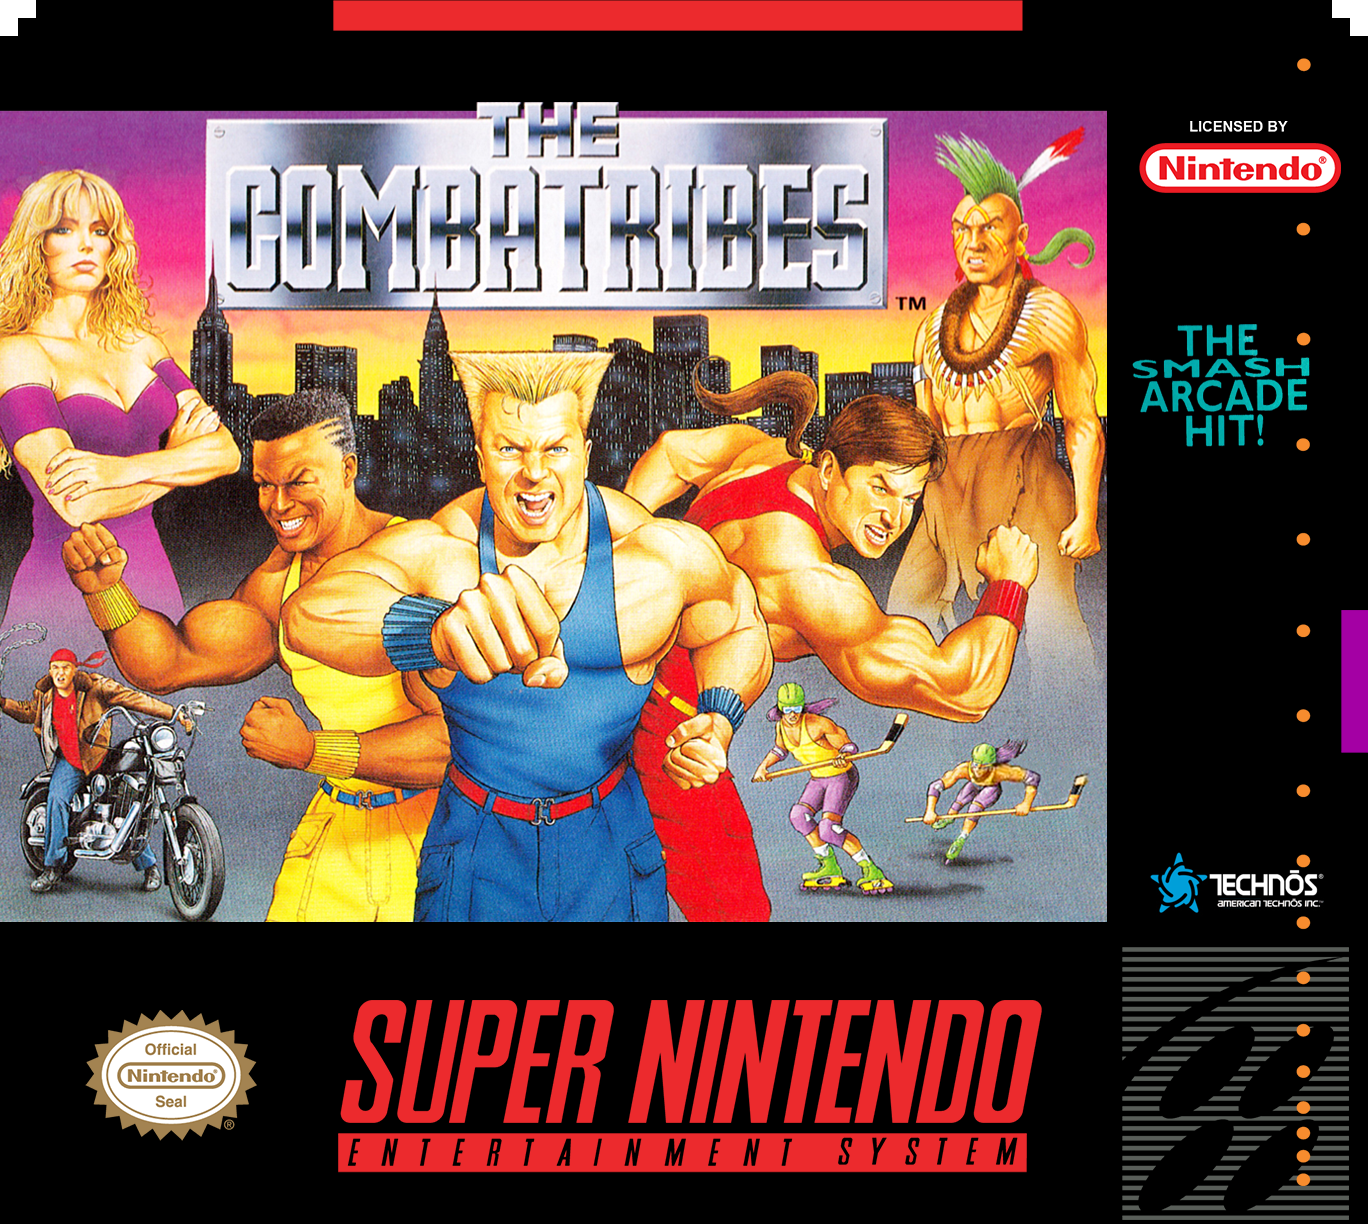 THE
COMBATRIBES
TM
LICENSED BY
Nintendo®
THE
SMASH
ARCADE
HIT!
TECHNŌS®
AMERICAN TECHNŌS INC.™
Official
Nintendo®
Seal
®
SUPER NINTENDO
ENTERTAINMENT SYSTEM